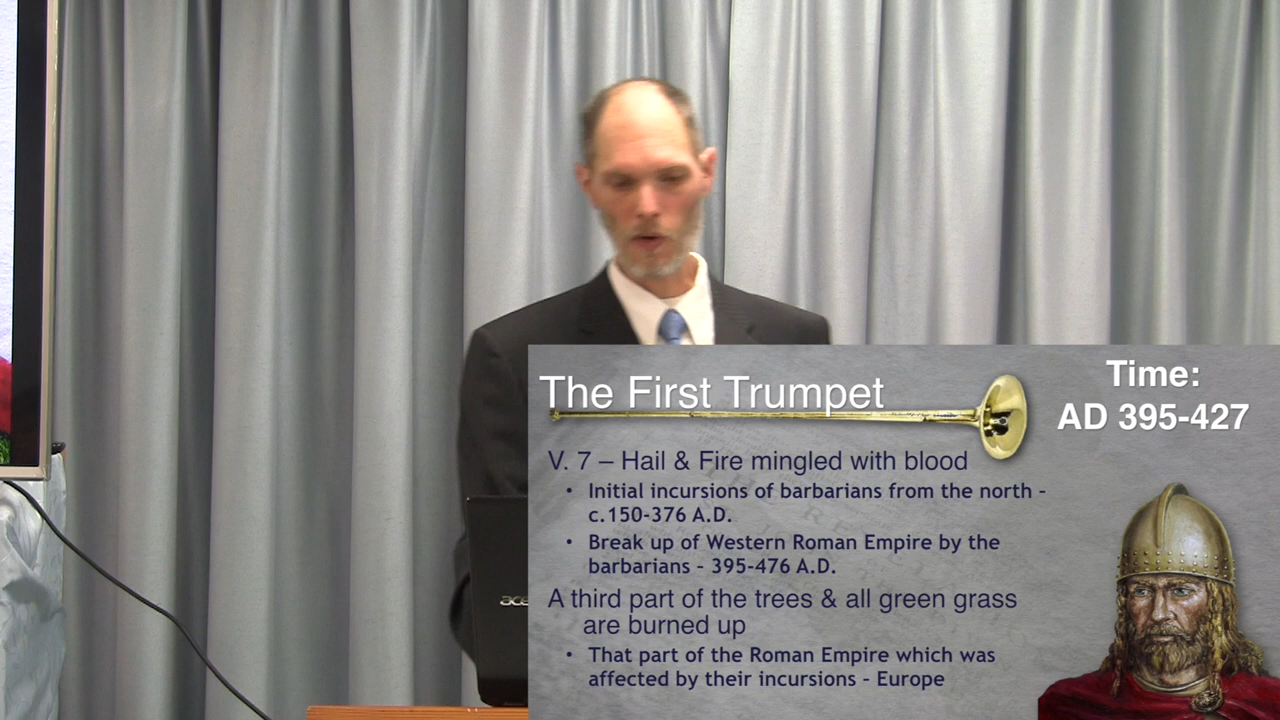 The First Trumpet
Time:
AD 395-427
V. 7 – Hail & Fire mingled with blood
• Initial incursions of barbarians from the north –
c.150-376 A.D.
• Break up of Western Roman Empire by the
barbarians – 395-476 A.D.
A third part of the trees & all green grass
are burned up
• That part of the Roman Empire which was
affected by their incursions – Europe
ace